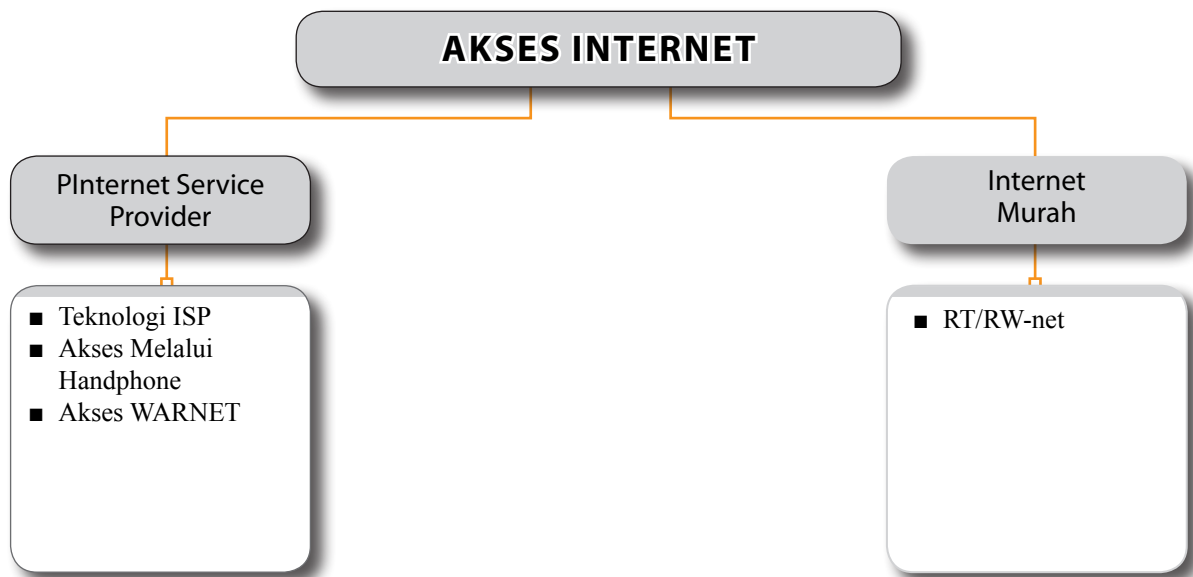 AKSES INTERNET
PInternet Service
Provider
■ Teknologi ISP
■ Akses Melalui
Handphone
■ Akses WARNET
Internet
Murah
■ RT/RW-net